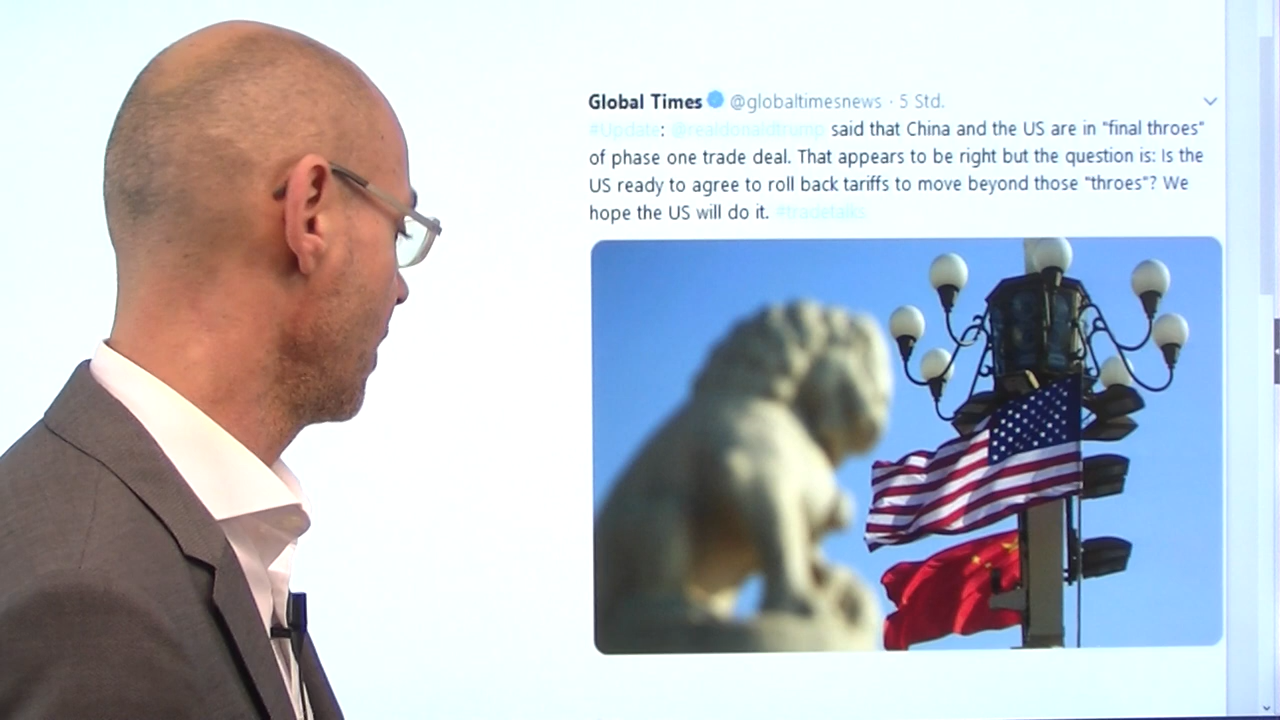 Global Times @globaltimesnews · 5 Std.
#Update: @realdonaldtrump said that China and the US are in "final throes"
of phase one trade deal. That appears to be right but the question is: Is the
US ready to agree to roll back tariffs to move beyond those "throes"? We
hope the US will do it. #tradetalks